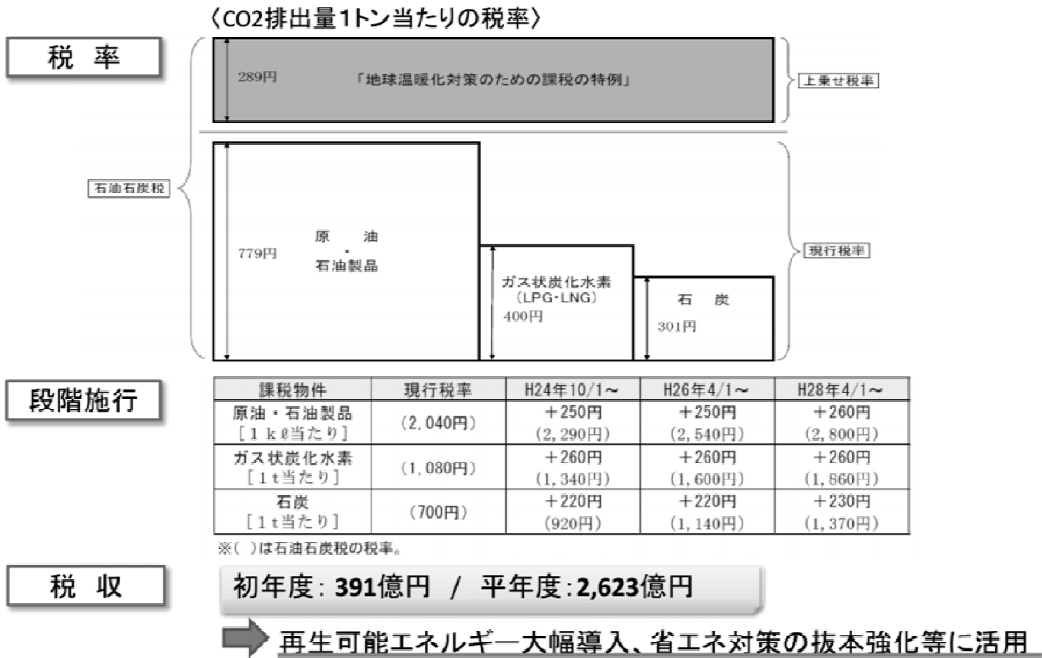 〈CO2排出量１トン当たりの税率〉
税 率
289円
「地球温暖化対策のための課税の特例」
上乗せ税率
石油石炭税
779円
原 油
・
石油製品
ガス状炭化水素
（LPG・LNG）
400円
石 炭
301円
現行税率
段階施行
課税物件 現行税率 H24年10/1～ H26年4/1～ H28年4/1～
原油・石油製品 ＋250円 ＋250円 ＋260円
［１ｋℓ当たり］ （2,040円） （2,290円） （2,540円） （2,800円）
ガス状炭化水素 ＋260円 ＋260円 ＋260円
［１t当たり］ （1,080円） （1,340円） （1,600円） （1,860円）
石炭 ＋220円 ＋220円 ＋230円
［１t当たり］ （700円） （920円） （1,140円） （1,370円）
※（ ）は石油石炭税の税率。
税 収
初年度：391億円 / 平年度：2,623億円
再生可能エネルギー大幅導入、省エネ対策の抜本強化等に活用